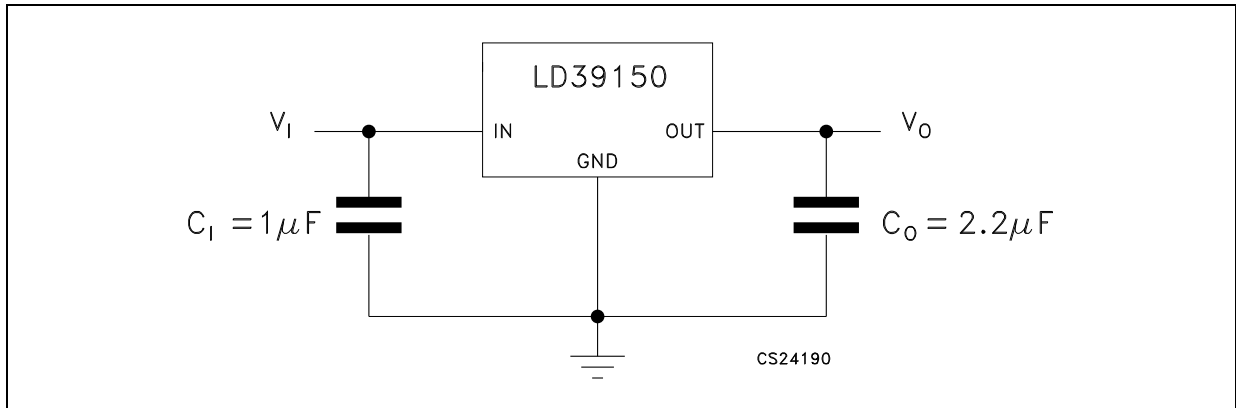 LD39150
V_I
IN
OUT
V_O
GND
C_I = 1μF
C_O = 2.2μF
CS24190